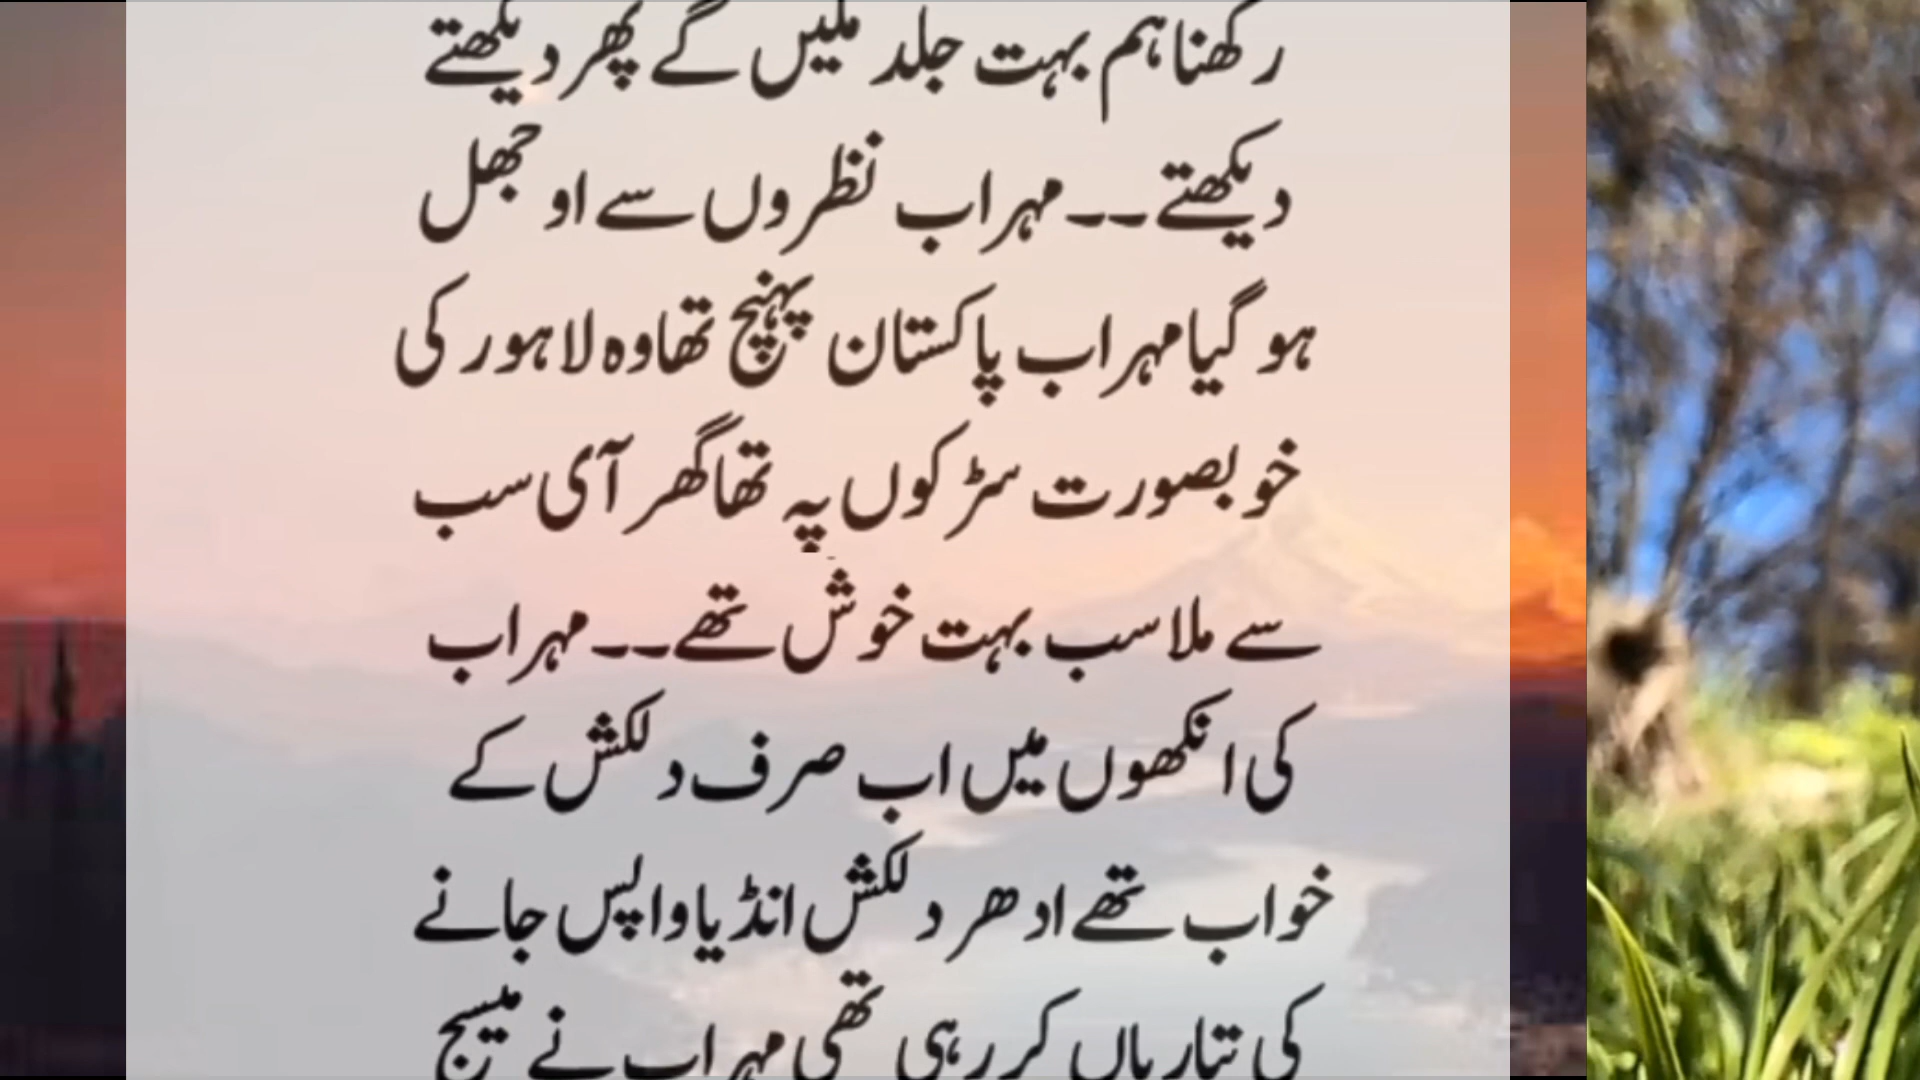 رکھنا ہم بہت جلد ملیں گے پھر دیکھتے
دیکھتے ۔۔ مہراب نظروں سے اوجھل
ہو گیا مہراب پاکستان پہنچ تھا وہ لاہور کی
خوبصورت سڑکوں پہ تھا گھر آی سب
سے ملا سب بہت خوش تھے ۔۔ مہراب
کی انکھوں میں اب صرف دلکش کے
خواب تھے ادھر دلکش انڈیا واپس جانے
کی تیاریاں کر رہی تھی مہراب نے میسج